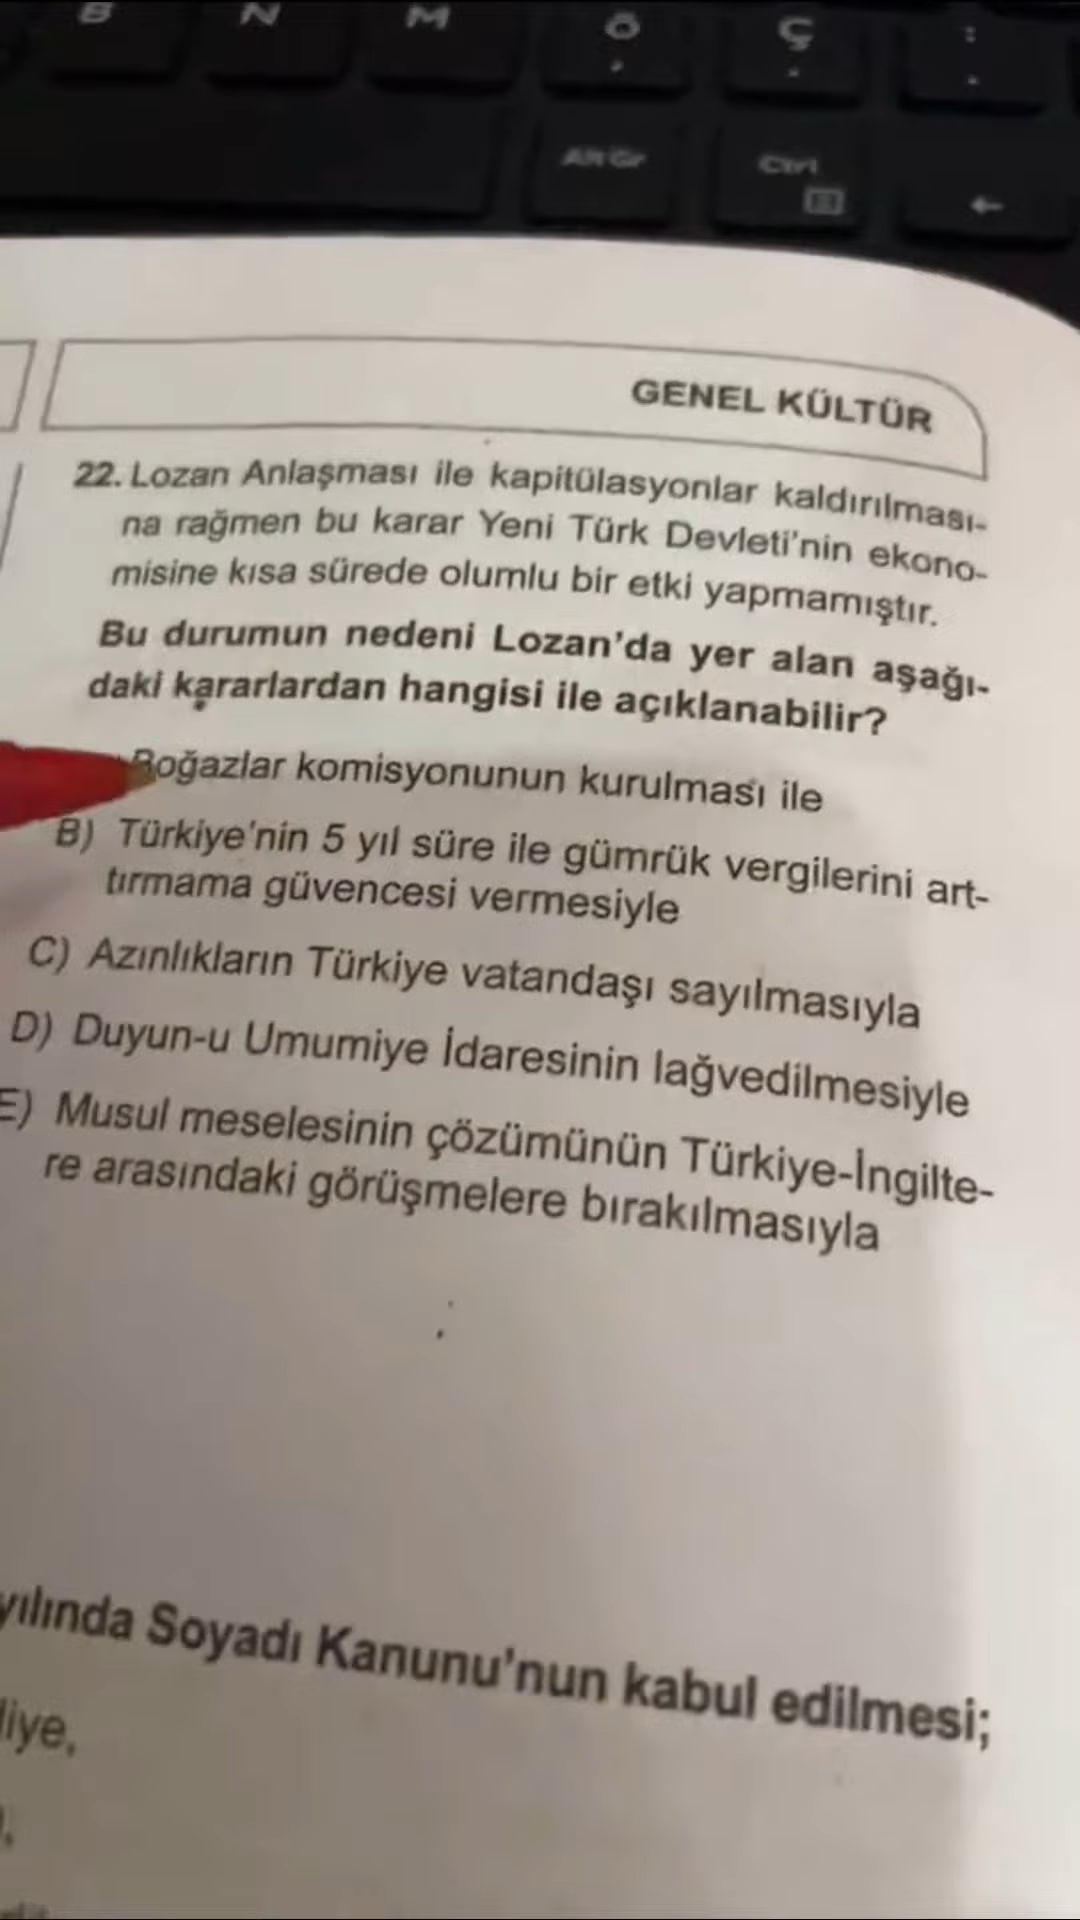 B N M Ö Ç :
, . .
Alt Gr Ctrl ←
GENEL KÜLTÜR
22. Lozan Anlaşması ile kapitülasyonlar kaldırılması-
na rağmen bu karar Yeni Türk Devleti'nin ekono-
misine kısa sürede olumlu bir etki yapmamıştır.
Bu durumun nedeni Lozan'da yer alan aşağı-
daki kararlardan hangisi ile açıklanabilir?
Boğazlar komisyonunun kurulması ile
B) Türkiye'nin 5 yıl süre ile gümrük vergilerini art-
tırmama güvencesi vermesiyle
C) Azınlıkların Türkiye vatandaşı sayılmasıyla
D) Duyun-u Umumiye İdaresinin lağvedilmesiyle
E) Musul meselesinin çözümünün Türkiye-İngilte-
re arasındaki görüşmelere bırakılmasıyla
yılında Soyadı Kanunu'nun kabul edilmesi;
liye,